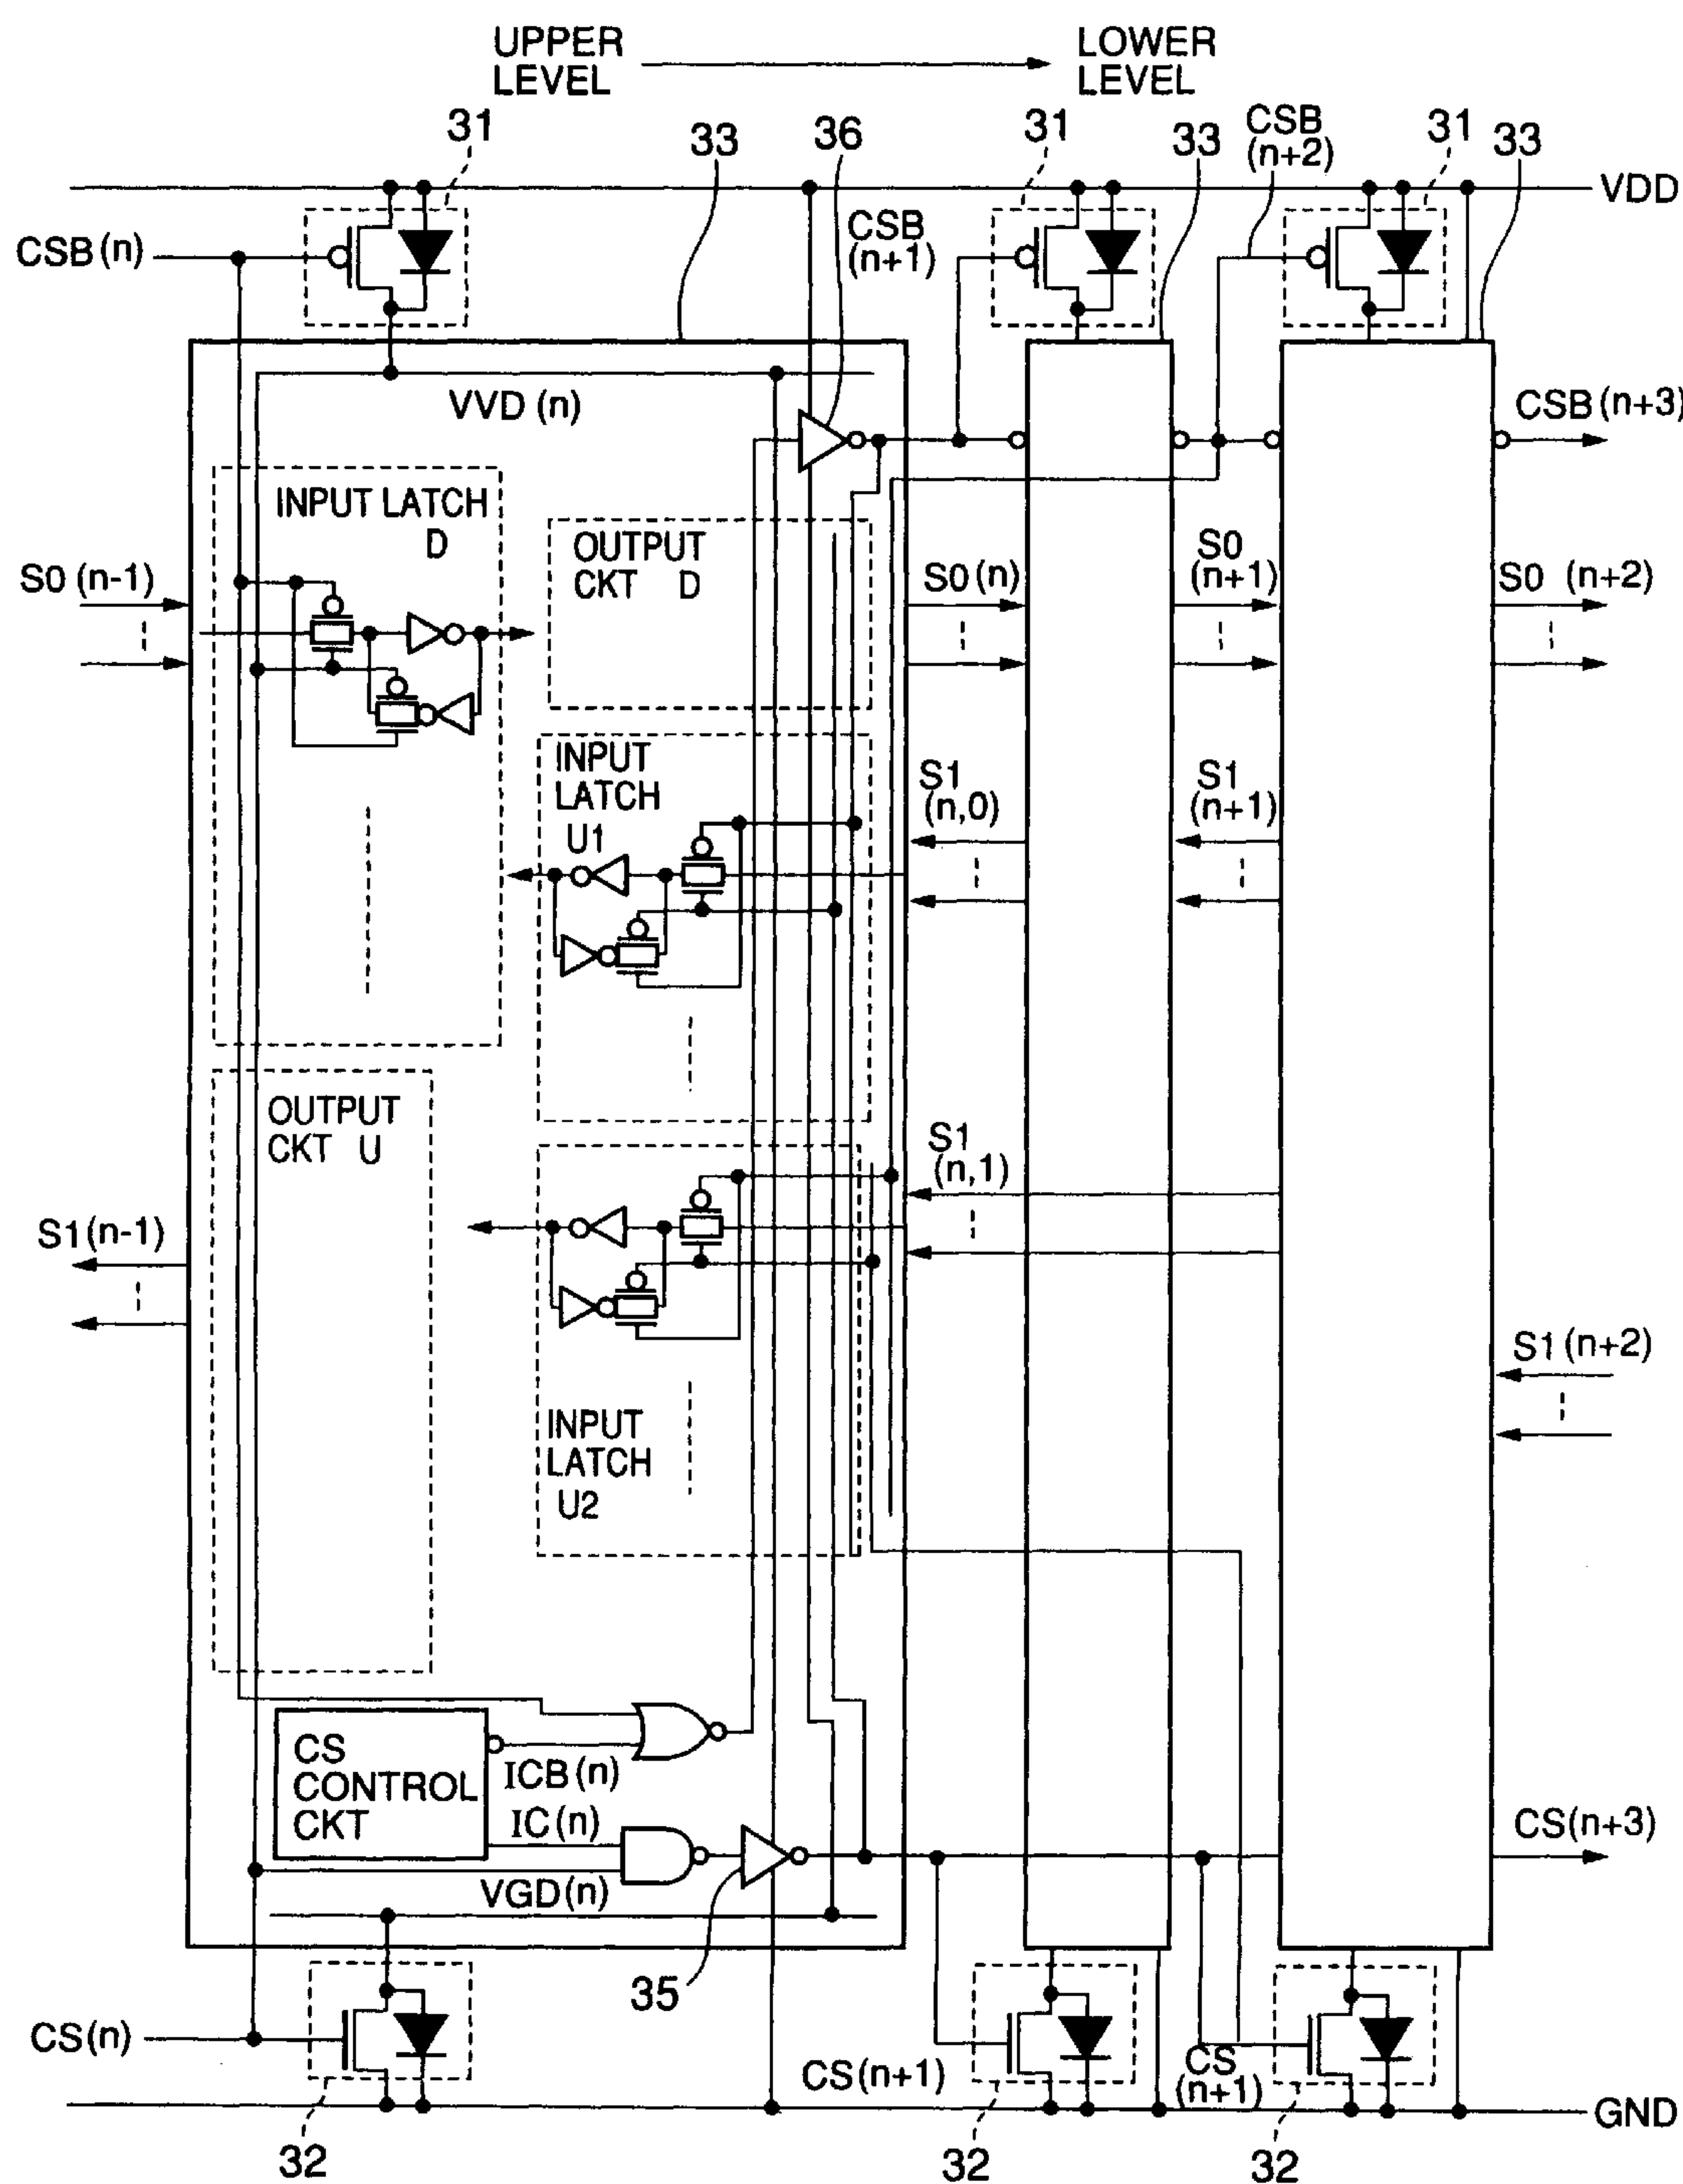 UPPER
LEVEL
LOWER
LEVEL
31
33
36
31
33
CSB
(n+2)
31
33
VDD
CSB(n)
CSB
(n+1)
VVD (n)
CSB(n+3)
INPUT LATCH
D
OUTPUT
CKT D
S0 (n-1)
S0(n)
S0
(n+1)
S0 (n+2)
INPUT
LATCH
U1
S1
(n,0)
S1
(n+1)
OUTPUT
CKT U
S1
(n,1)
S1(n-1)
S1(n+2)
INPUT
LATCH
U2
CS
CONTROL
CKT
ICB(n)
IC(n)
VGD(n)
CS(n+3)
35
CS(n)
CS(n+1)
CS
(n+1)
GND
32
32
32